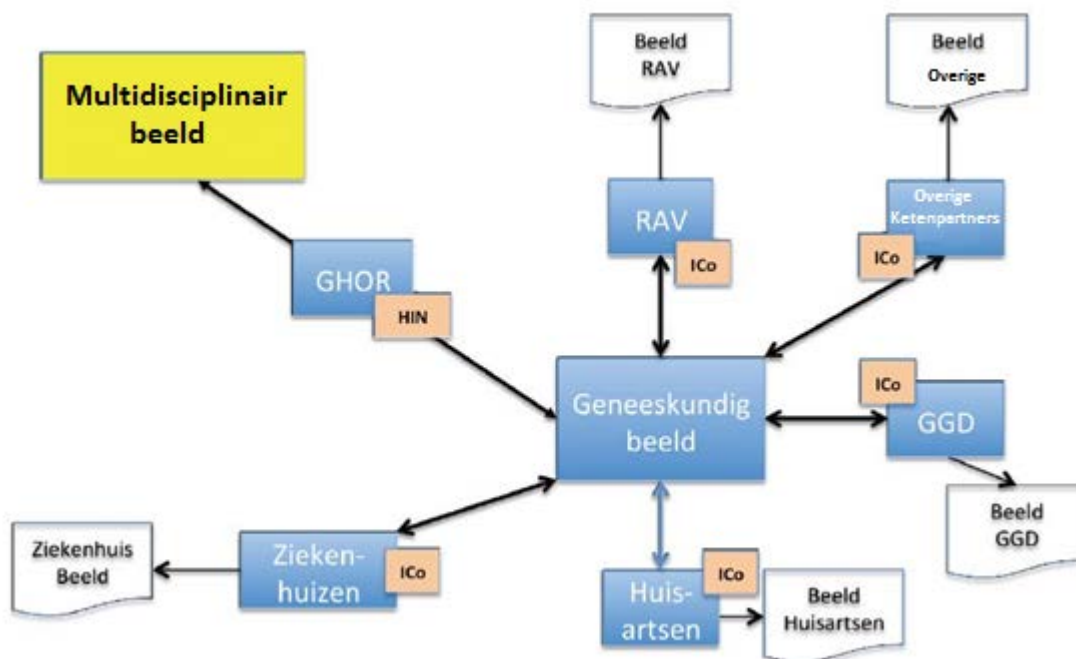 Multidisciplinair
beeld
Beeld
RAV
Beeld
Overige
RAV
ICo
Overige
Ketenpartners
ICo
GHOR
HIN
Geneeskundig
beeld
ICo
GGD
Beeld
GGD
Ziekenhuis
Beeld
Zieken-
huizen
ICo
Huis-
artsen
ICo
Beeld
Huisartsen